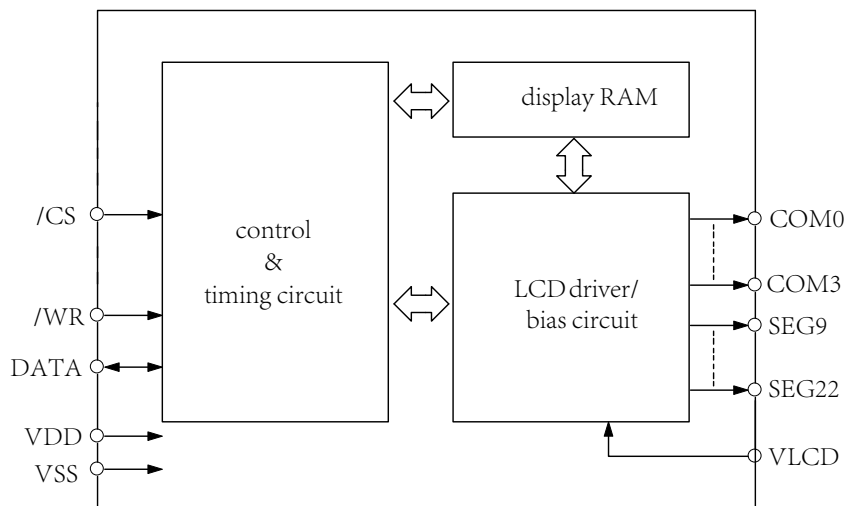 display RAM
/CS
COM0
control
&
timing circuit
COM3
LCD driver/
bias circuit
/WR
SEG9
DATA
SEG22
VDD
VLCD
VSS